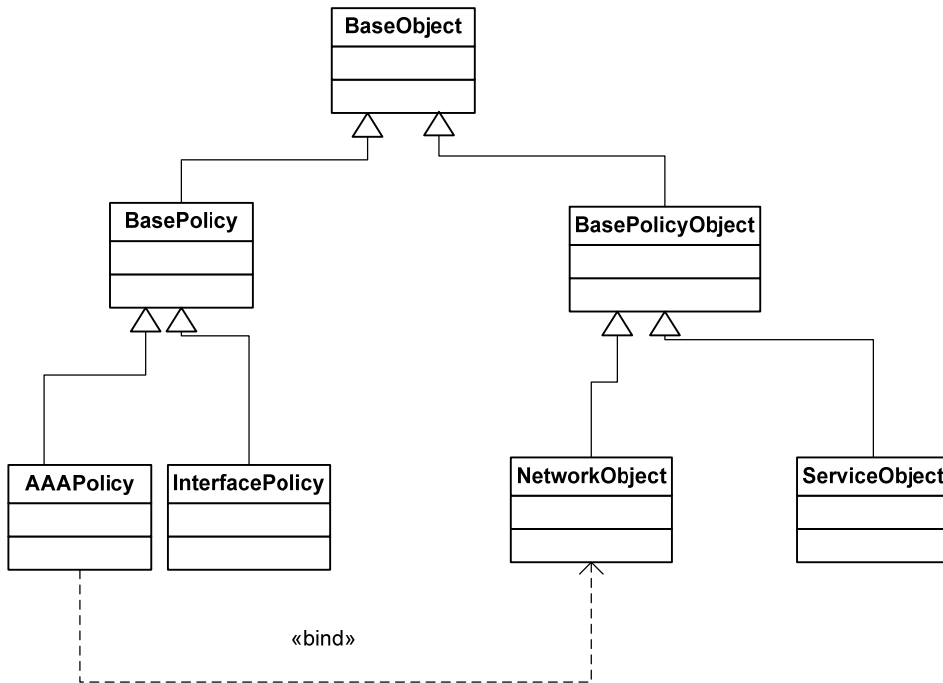 BaseObject
BasePolicy
BasePolicyObject
AAAPolicy
InterfacePolicy
NetworkObject
ServiceObject
«bind»